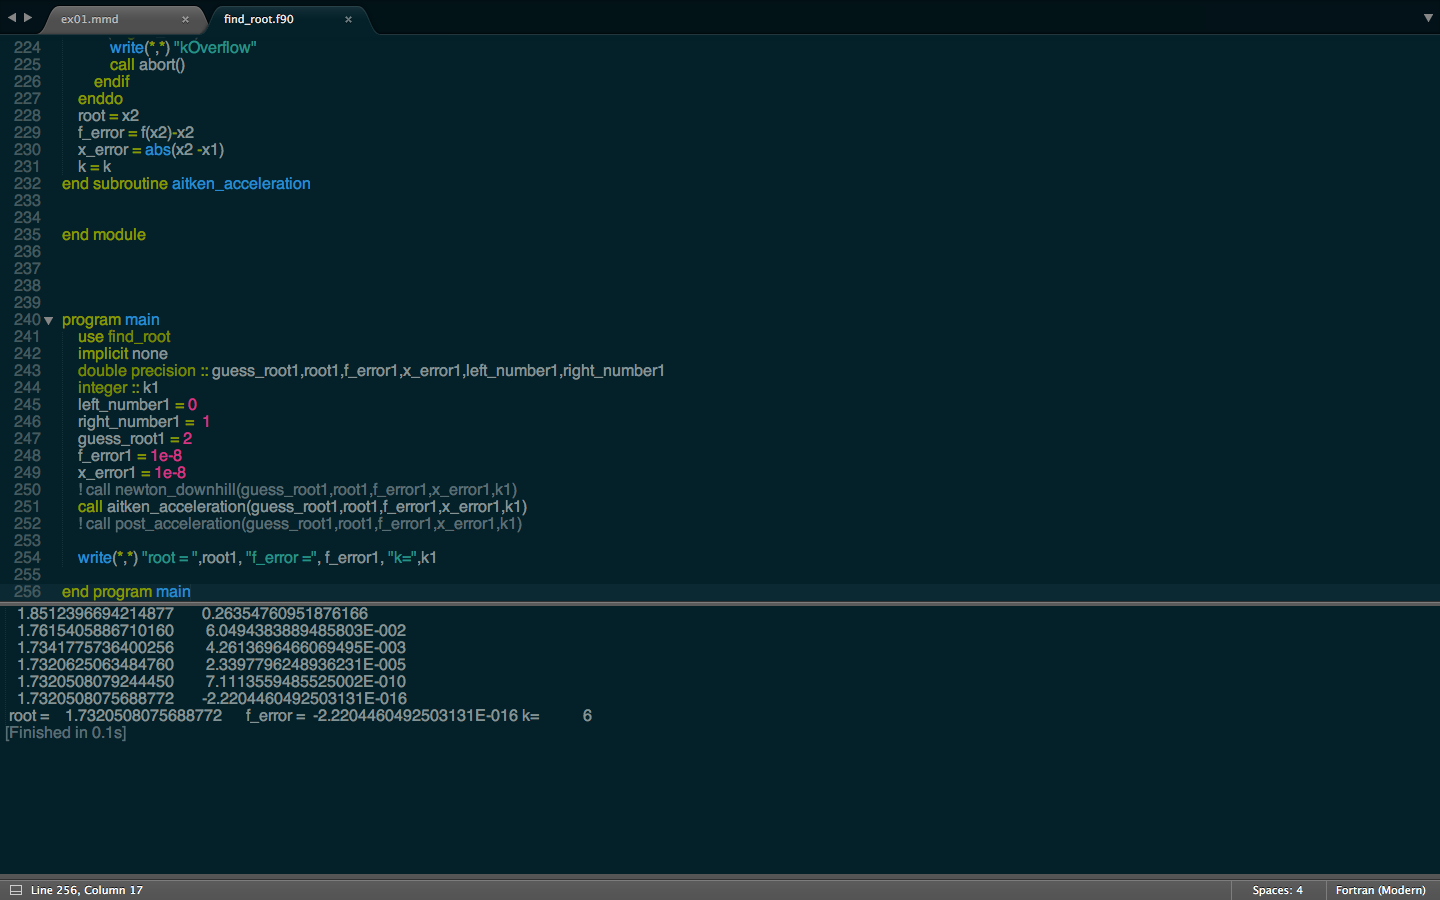 ex01.mmd × find_root.f90 ×
224 write(*,*) "kOverflow"
225 call abort()
226 endif
227 enddo
228 root = x2
229 f_error = f(x2)-x2
230 x_error = abs(x2 -x1)
231 k = k
232 end subroutine aitken_acceleration
233
234
235 end module
236
237
238
239
240 program main
241 use find_root
242 implicit none
243 double precision :: guess_root1,root1,f_error1,x_error1,left_number1,right_number1
244 integer :: k1
245 left_number1 = 0
246 right_number1 =  1
247 guess_root1 = 2
248 f_error1 = 1e-8
249 x_error1 = 1e-8
250 ! call newton_downhill(guess_root1,root1,f_error1,x_error1,k1)
251 call aitken_acceleration(guess_root1,root1,f_error1,x_error1,k1)
252 ! call post_acceleration(guess_root1,root1,f_error1,x_error1,k1)
253
254 write(*,*) "root = ",root1, "f_error =", f_error1, "k=",k1
255
256 end program main
1.8512396694214877 0.26354760951876166
1.7615405886710160 6.0494383889485803E-002
1.7341775736400256 4.2613696466069495E-003
1.7320625063484760 2.3397796248936231E-005
1.7320508079244450 7.1113559485525002E-010
1.7320508075688772 -2.2204460492503131E-016
root = 1.7320508075688772 f_error = -2.2204460492503131E-016 k= 6
[Finished in 0.1s]
Line 256, Column 17 Spaces: 4 Fortran (Modern)